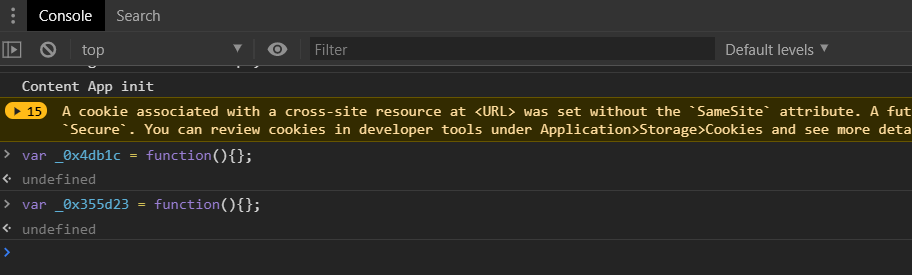 Console Search
top Filter Default levels
Content App init
15 A cookie associated with a cross-site resource at <URL> was set without the `SameSite` attribute. A fut
`Secure`. You can review cookies in developer tools under Application>Storage>Cookies and see more deta
> var _0x4db1c = function(){};
undefined
> var _0x355d23 = function(){};
undefined
>